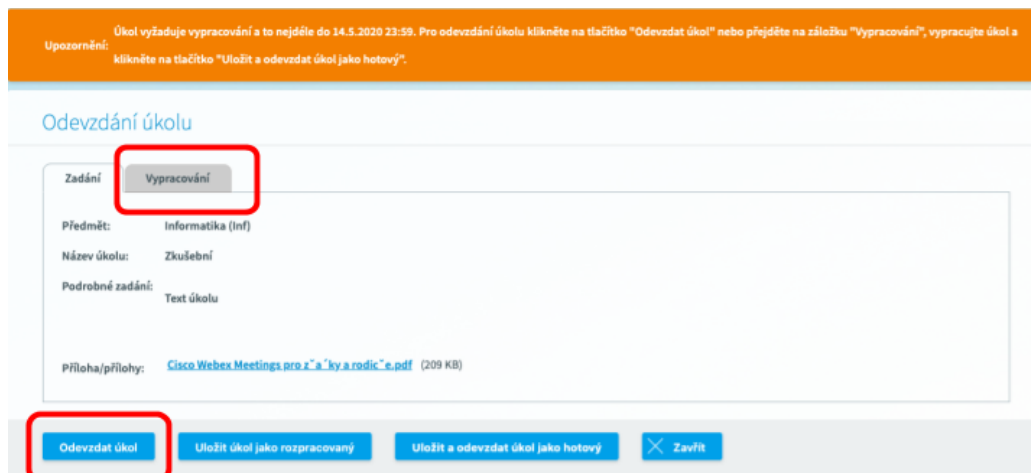 Upozornění:
Úkol vyžaduje vypracování a to nejdéle do 14.5.2020 23:59. Pro odevzdání úkolu klikněte na tlačítko "Odevzdat úkol" nebo přejděte na záložku "Vypracování", vypracujte úkol a
klikněte na tlačítko "Uložit a odevzdat úkol jako hotový".
Odevzdání úkolu
Zadání Vypracování
Předmět: Informatika (Inf)
Název úkolu: Zkušební
Podrobné zadání:
Text úkolu
Příloha/přílohy: Cisco Webex Meetings pro zˇa´ky a rodicˇe.pdf (209 KB)
Odevzdat úkol Uložit úkol jako rozpracovaný Uložit a odevzdat úkol jako hotový Zavřít